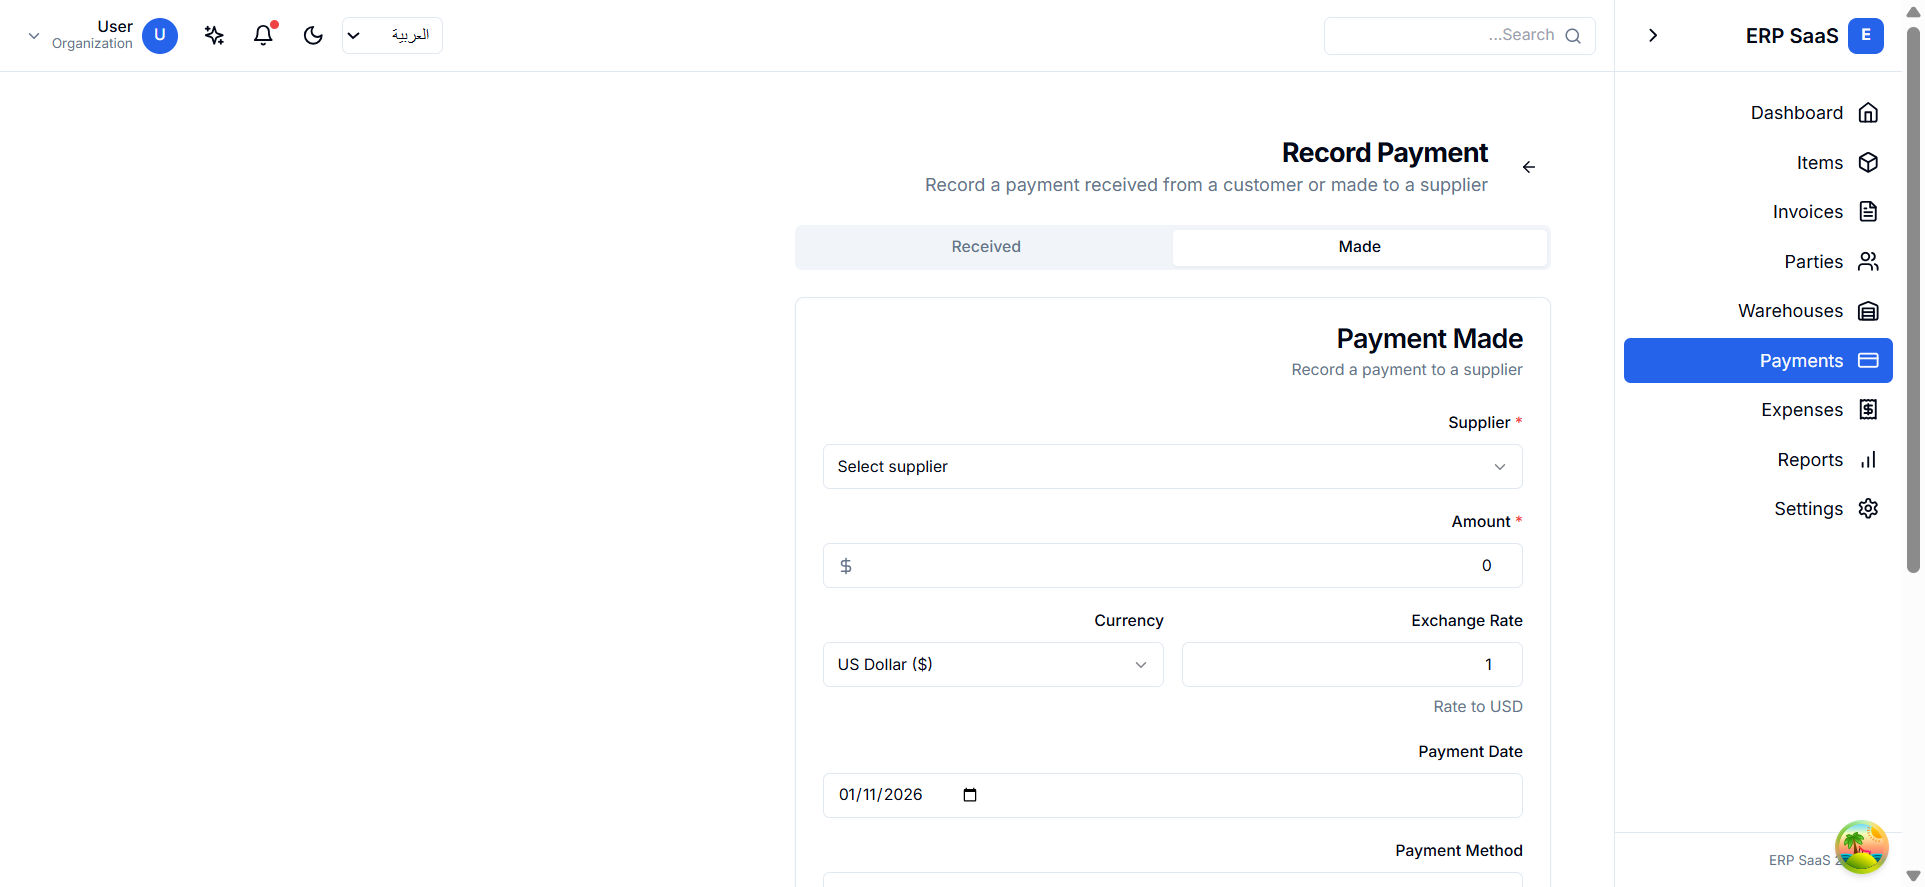 User
Organization
U
العربية
Search...
ERP SaaS
E
Dashboard
Items
Invoices
Parties
Warehouses
Payments
Expenses
Reports
Settings
ERP SaaS
Record Payment
Record a payment received from a customer or made to a supplier
Received
Made
Payment Made
Record a payment to a supplier
Supplier *
Select supplier
Amount *
$ 0
Currency
Exchange Rate
US Dollar ($)
1
Rate to USD
Payment Date
01/11/2026
Payment Method